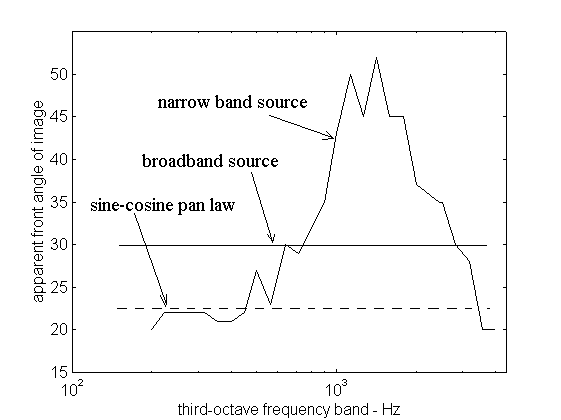 50
45
40
35
30
25
20
15
apparent front angle of image
narrow band source
broadband source
sine-cosine pan law
10^2
10^3
third-octave frequency band - Hz